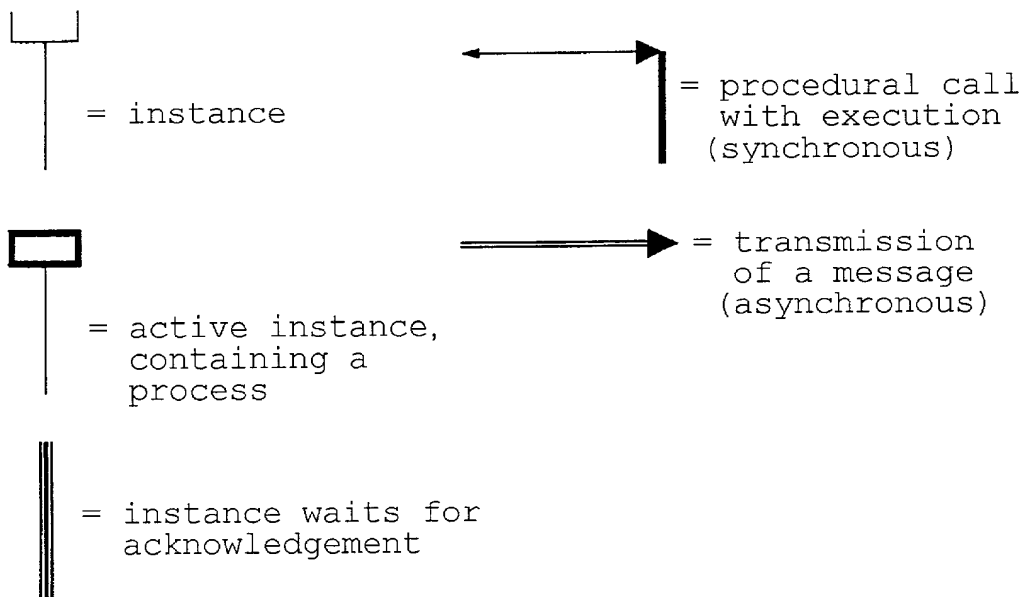 = instance
= procedural call
with execution
(synchronous)
= transmission
of a message
(asynchronous)
= active instance,
containing a
process
= instance waits for
acknowledgement